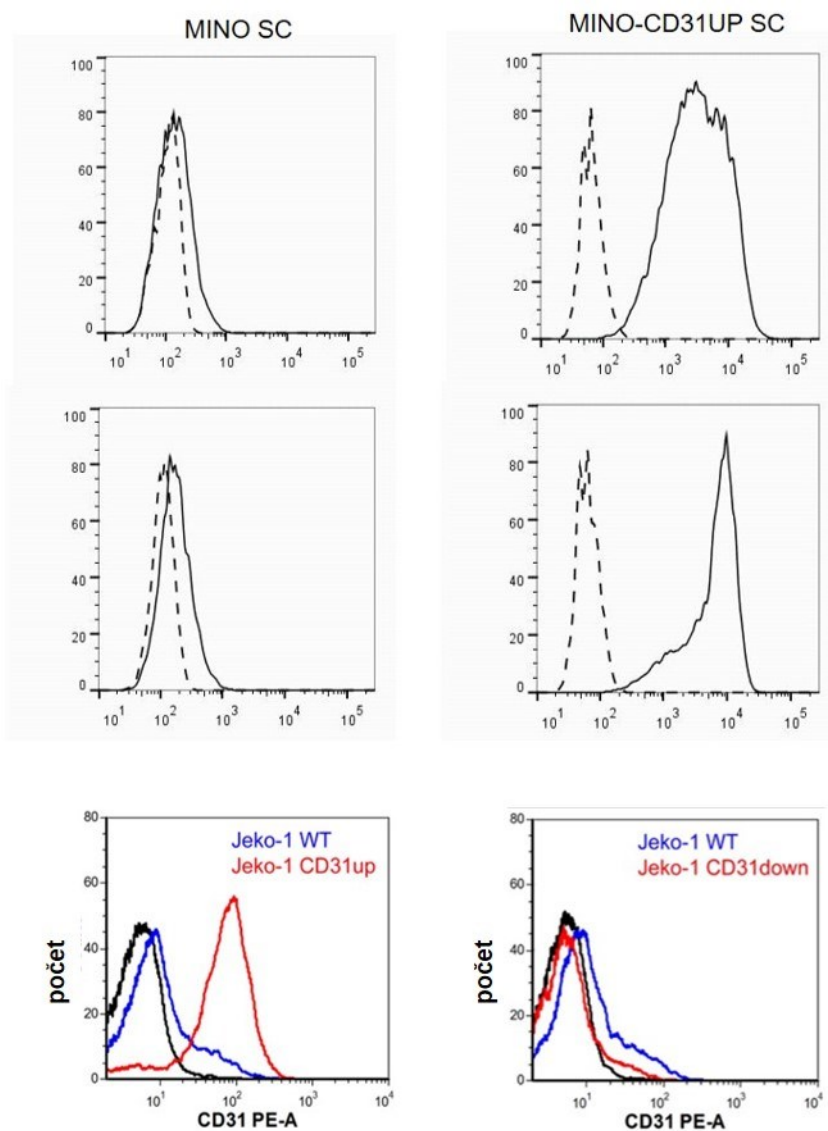 MINO SC
MINO-CD31UP SC
100
80
60
40
20
0
10¹ 10² 10³ 10⁴ 10⁵
100
80
60
40
20
0
10¹ 10² 10³ 10⁴ 10⁵
100
80
60
40
20
0
10¹ 10² 10³ 10⁴ 10⁵
100
80
60
40
20
0
10¹ 10² 10³ 10⁴ 10⁵
80
60
40
20
0
počet
Jeko-1 WT
Jeko-1 CD31up
10¹ 10² 10³ 10⁴
CD31 PE-A
80
60
40
20
0
počet
Jeko-1 WT
Jeko-1 CD31down
10¹ 10² 10³ 10⁴
CD31 PE-A